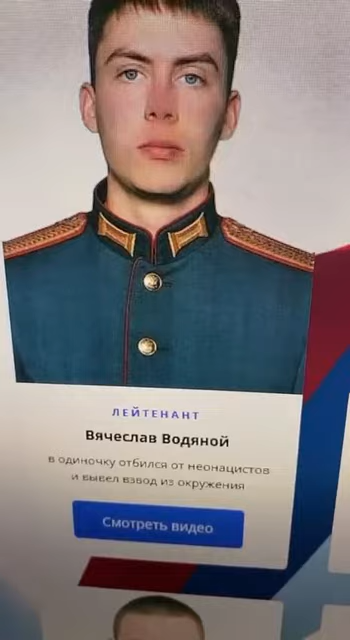 ЛЕЙТЕНАНТ
Вячеслав Водяной
в одиночку отбился от неонацистов
и вывел взвод из окружения
Смотреть видео